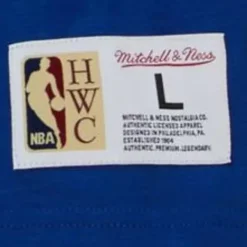 Mitchell & Ness
HWC
NBA
L
MITCHELL & NESS NOSTALGIA CO.
AUTHENTIC LICENSED APPAREL
DESIGNED IN PHILADELPHIA, PA.
ESTABLISHED 1904
AUTHENTIC, PREMIUM, LEGENDARY.